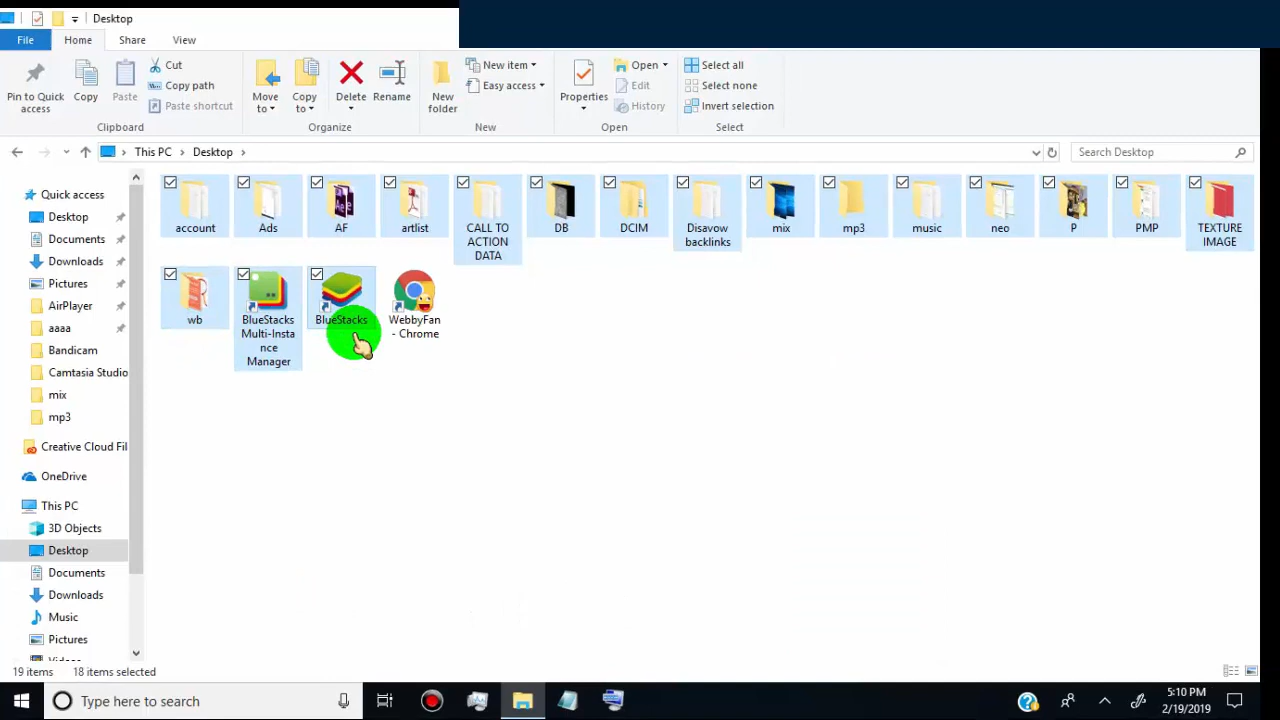 Desktop
File Home Share View
Pin to Quick access
Copy
Paste
Cut
Copy path
Paste shortcut
Clipboard
Move to
Copy to
Delete
Rename
Organize
New folder
New item
Easy access
New
Properties
Open
Edit
History
Open
Select all
Select none
Invert selection
Select
This PC > Desktop >
Search Desktop
Quick access
Desktop
Documents
Downloads
Pictures
AirPlayer
aaaa
Bandicam
Camtasia Studio
mix
mp3
Creative Cloud Fil
OneDrive
This PC
3D Objects
Desktop
Documents
Downloads
Music
Pictures
account
Ads
AF
artlist
CALL TO
ACTION
DATA
DB
DCIM
Disavow
backlinks
mix
mp3
music
neo
P
PMP
TEXTURE
IMAGE
wb
BlueStacks
Multi-Insta
nce
Manager
BlueStacks
WebbyFan
- Chrome
19 items 18 items selected
Type here to search
5:10 PM
2/19/2019